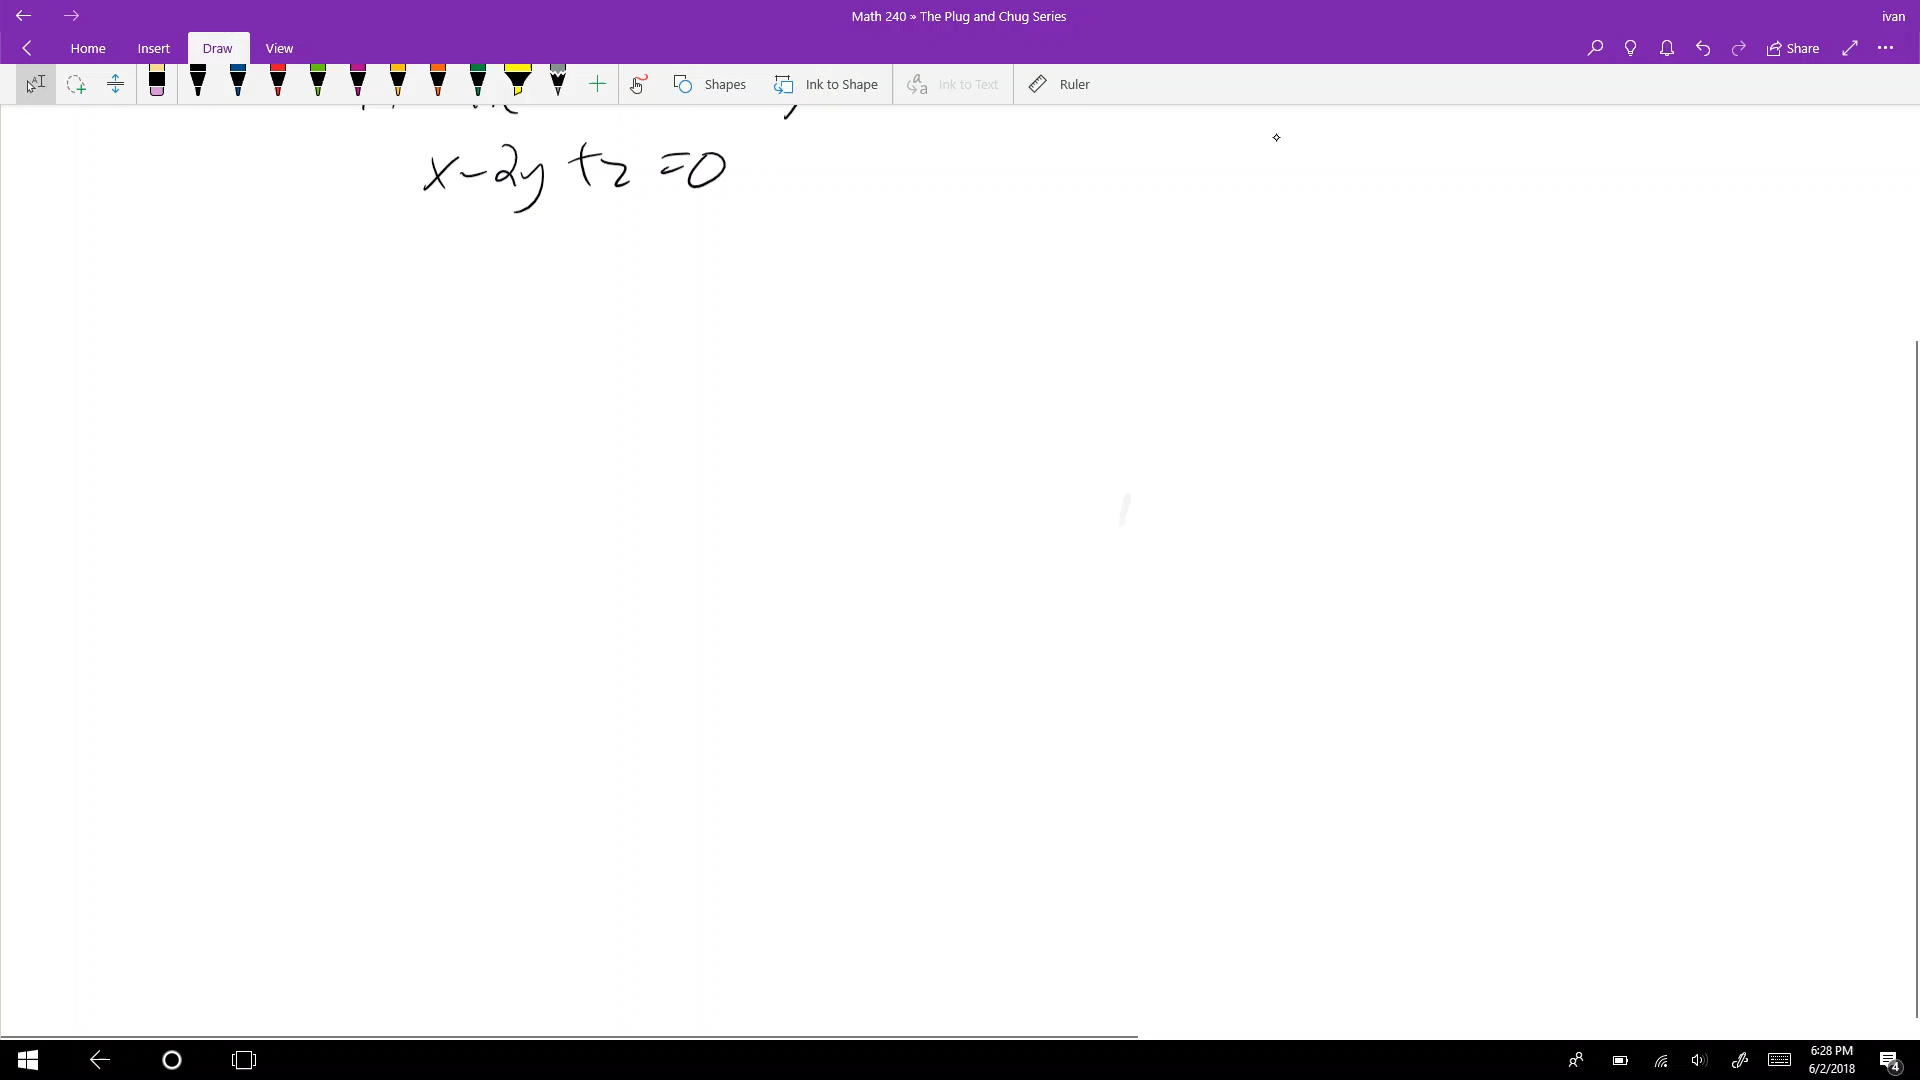 Math 240 » The Plug and Chug Series
ivan
Home Insert Draw View
Share
Shapes
Ink to Shape
Ink to Text
Ruler
x-2y+z=0
6:28 PM
6/2/2018
4